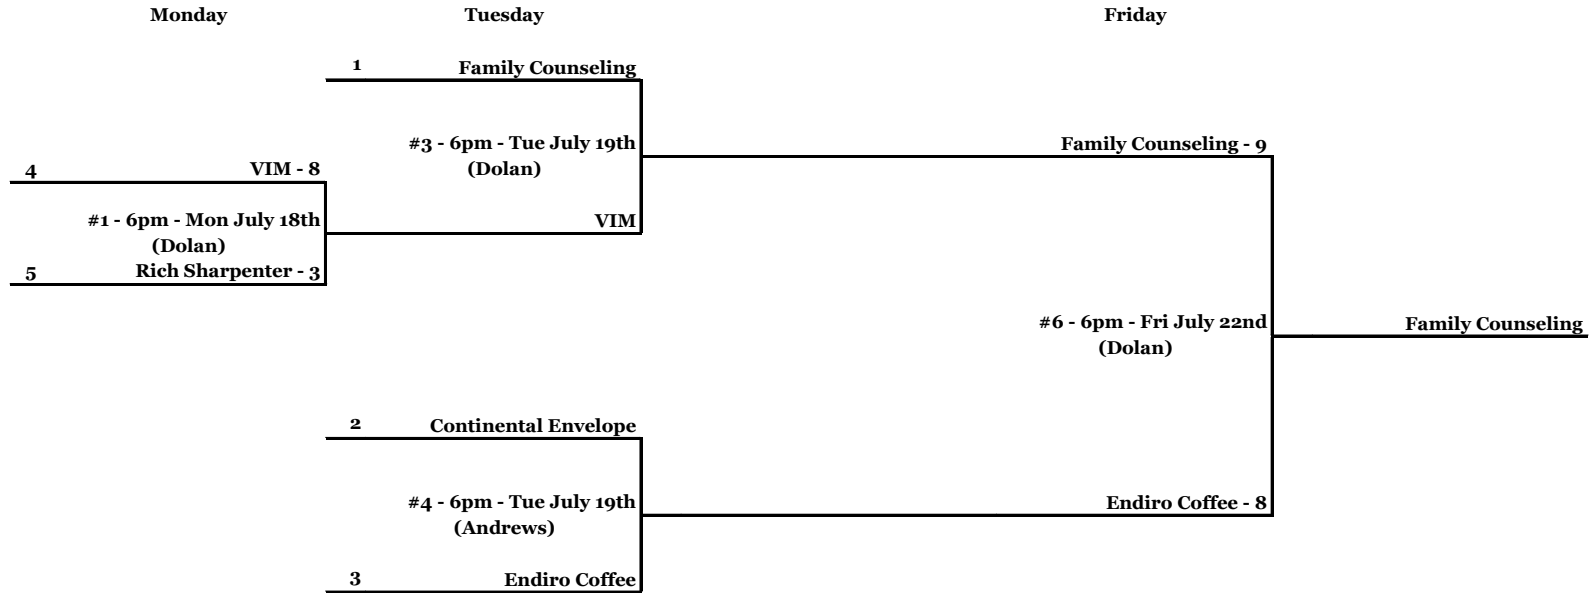 Monday Tuesday Friday
1 Family Counseling
#3 - 6pm - Tue July 19th
(Dolan)
Family Counseling - 9
4 VIM - 8
#1 - 6pm - Mon July 18th
(Dolan)
VIM
5 Rich Sharpenter - 3
#6 - 6pm - Fri July 22nd
(Dolan)
Family Counseling
2 Continental Envelope
#4 - 6pm - Tue July 19th
(Andrews)
Endiro Coffee - 8
3 Endiro Coffee